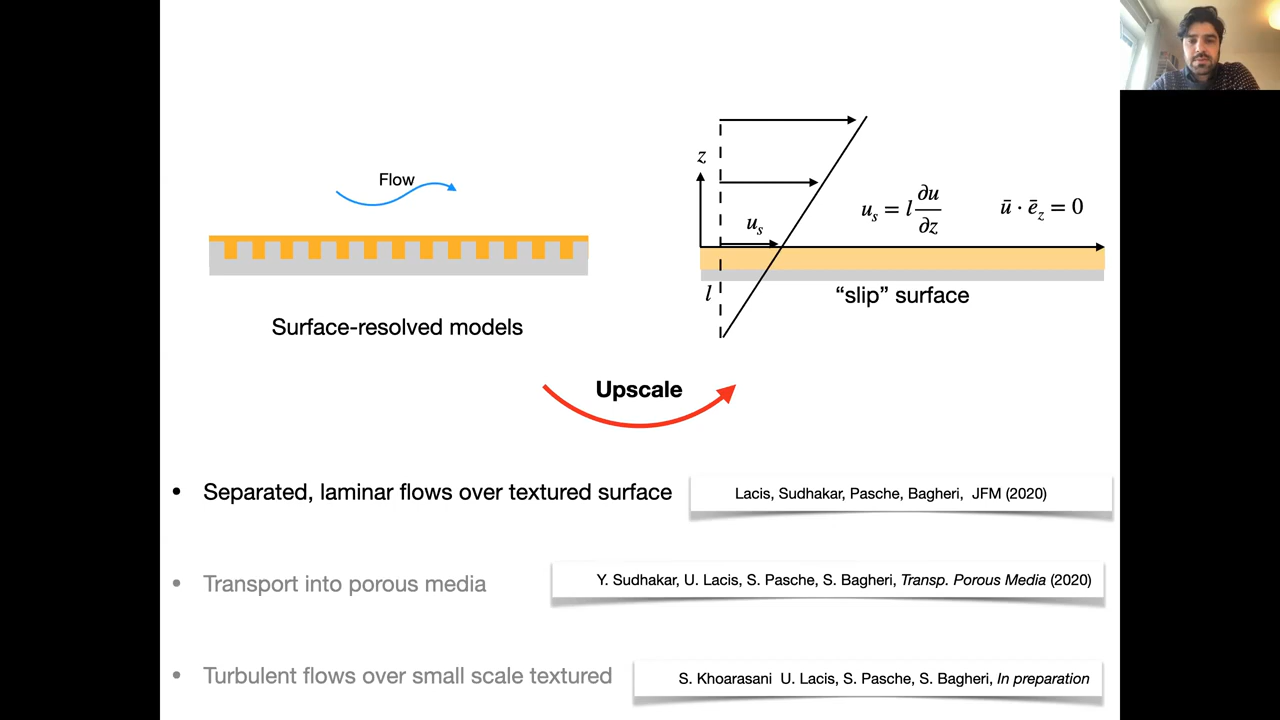 Flow
z
u_s
u_s = l ∂u/∂z
ū · ē_z = 0
l
“slip” surface
Surface-resolved models
Upscale
• Separated, laminar flows over textured surface
Lacis, Sudhakar, Pasche, Bagheri, JFM (2020)
• Transport into porous media
Y. Sudhakar, U. Lacis, S. Pasche, S. Bagheri, Transp. Porous Media (2020)
• Turbulent flows over small scale textured
S. Khoarasani U. Lacis, S. Pasche, S. Bagheri, In preparation